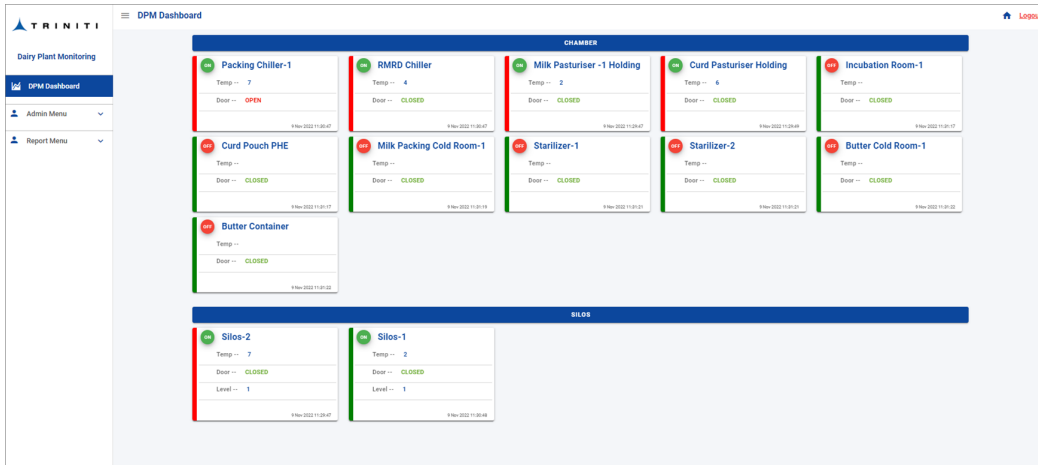 TRINITI
DPM Dashboard
Logou
Dairy Plant Monitoring
DPM Dashboard
Admin Menu
Report Menu
CHAMBER
ON Packing Chiller-1
Temp -- 7
Door -- OPEN
9 Nov 2022 11:30:47
ON RMRD Chiller
Temp -- 4
Door -- CLOSED
9 Nov 2022 11:30:47
ON Milk Pasturiser -1 Holding
Temp -- 2
Door -- CLOSED
9 Nov 2022 11:29:47
ON Curd Pasturiser Holding
Temp -- 6
Door -- CLOSED
9 Nov 2022 11:29:49
OFF Incubation Room-1
Temp --
Door -- CLOSED
9 Nov 2022 11:31:17
OFF Curd Pouch PHE
Temp --
Door -- CLOSED
9 Nov 2022 11:31:17
OFF Milk Packing Cold Room-1
Temp --
Door -- CLOSED
9 Nov 2022 11:31:19
OFF Starilizer-1
Temp --
Door -- CLOSED
9 Nov 2022 11:31:21
OFF Starilizer-2
Temp --
Door -- CLOSED
9 Nov 2022 11:31:21
OFF Butter Cold Room-1
Temp --
Door -- CLOSED
9 Nov 2022 11:31:22
OFF Butter Container
Temp --
Door -- CLOSED
9 Nov 2022 11:31:22
SILOS
ON Silos-2
Temp -- 7
Door -- CLOSED
Level -- 1
9 Nov 2022 11:29:47
ON Silos-1
Temp -- 2
Door -- CLOSED
Level -- 1
9 Nov 2022 11:30:48